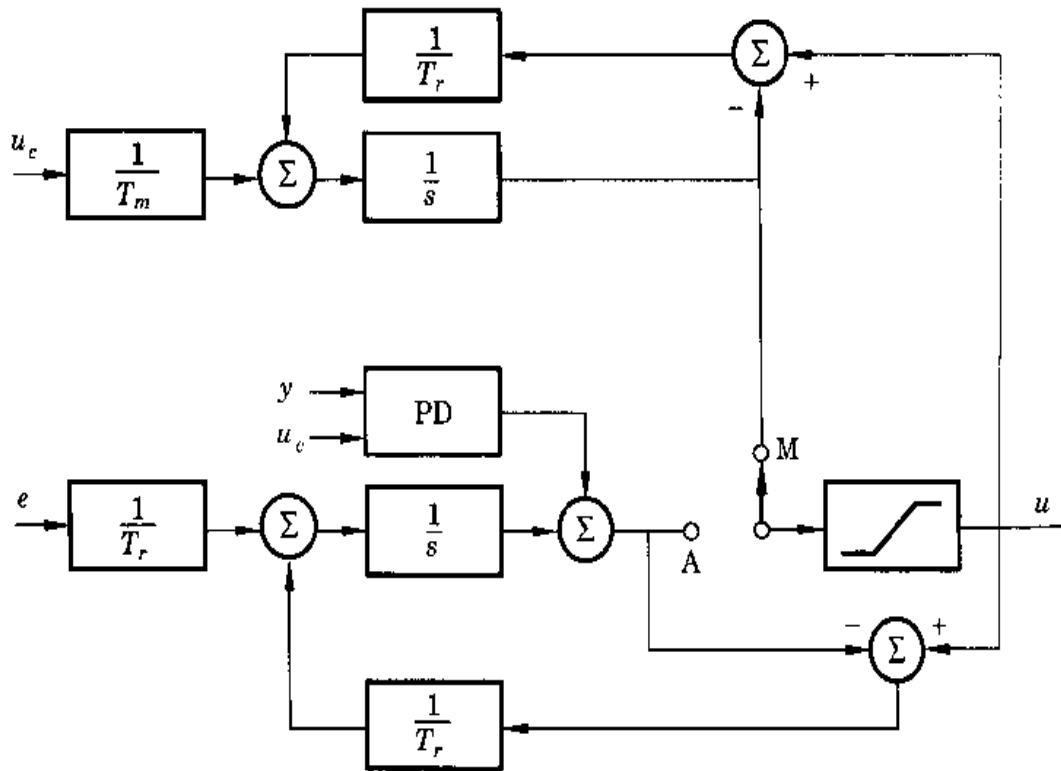 1
T_r
Σ
+
-
u_c
1
T_m
Σ
1
s
y
u_c
PD
M
e
1
T_r
Σ
1
s
Σ
A
u
-
+
Σ
1
T_r